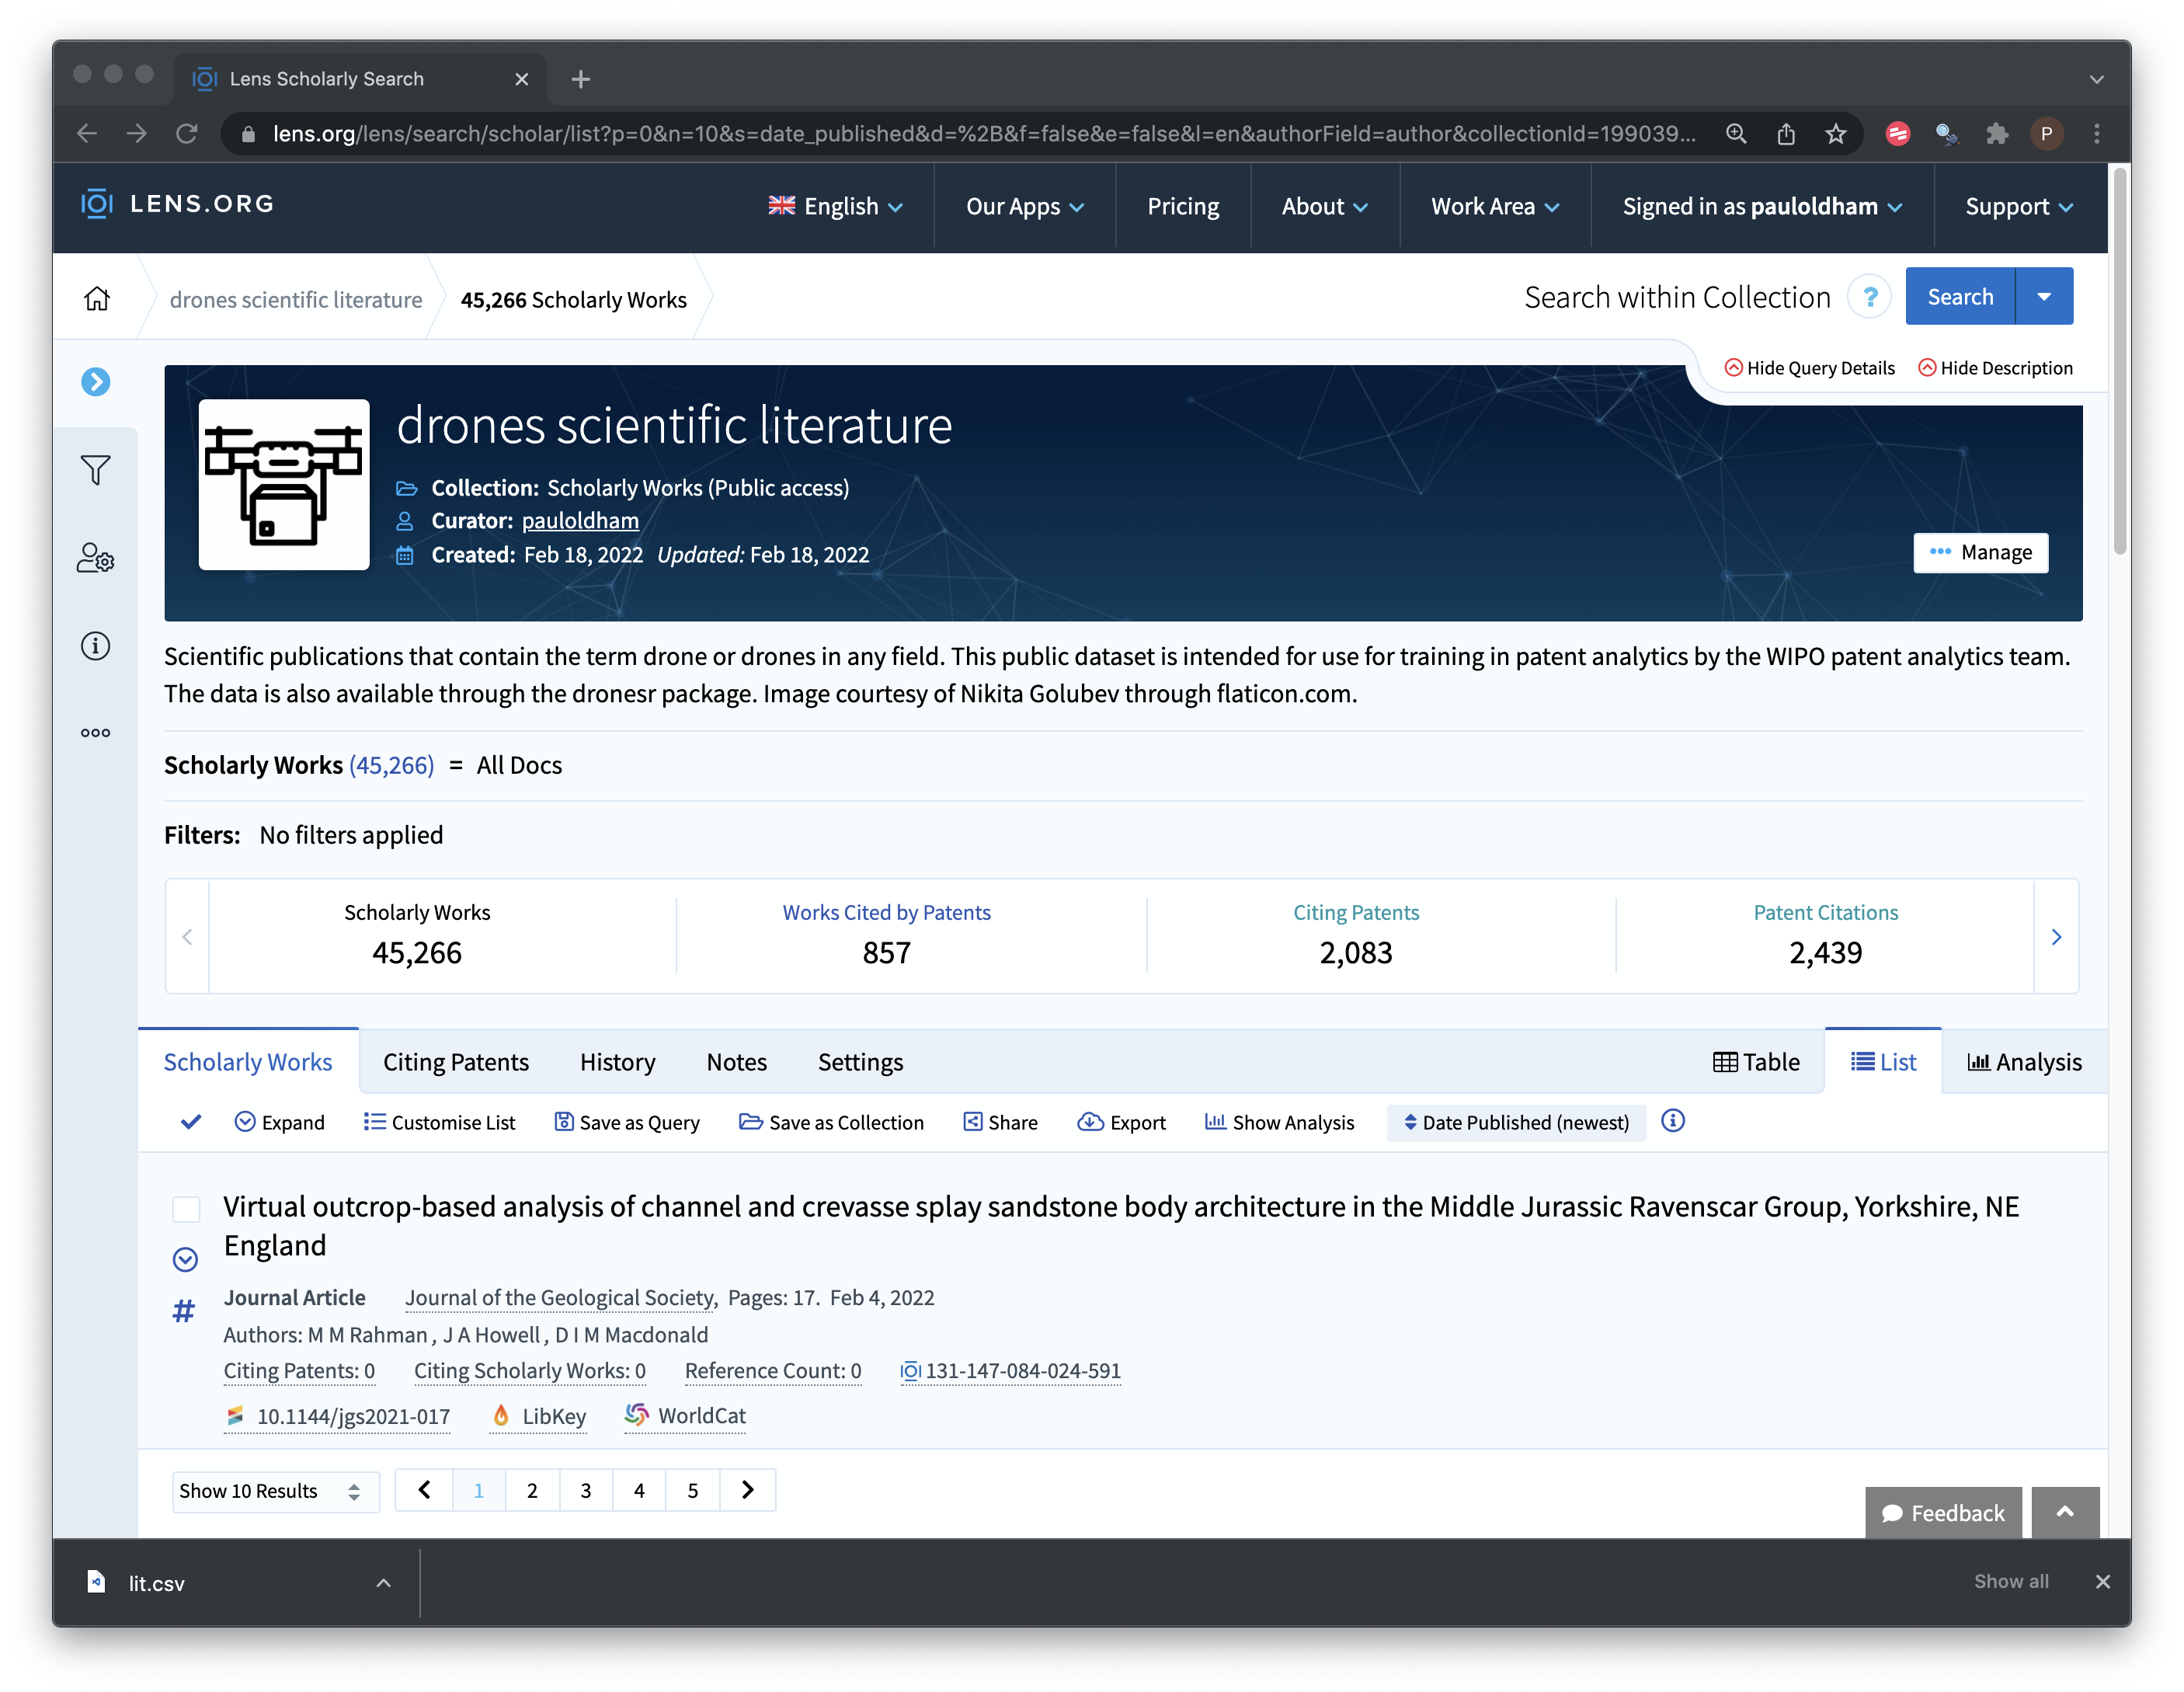 Lens Scholarly Search
lens.org/lens/search/scholar/list?p=0&n=10&s=date_published&d=%2B&f=false&e=false&l=en&authorField=author&collectionId=199039...
P
LENS.ORG
English
Our Apps
Pricing
About
Work Area
Signed in as pauloldham
Support
drones scientific literature
45,266 Scholarly Works
Search within Collection
?
Search
Hide Query Details
Hide Description
drones scientific literature
Collection: Scholarly Works (Public access)
Curator: pauloldham
Created: Feb 18, 2022 Updated: Feb 18, 2022
Manage
Scientific publications that contain the term drone or drones in any field. This public dataset is intended for use for training in patent analytics by the WIPO patent analytics team.
The data is also available through the dronesr package. Image courtesy of Nikita Golubev through flaticon.com.
Scholarly Works (45,266) = All Docs
Filters: No filters applied
Scholarly Works
45,266
Works Cited by Patents
857
Citing Patents
2,083
Patent Citations
2,439
Scholarly Works
Citing Patents
History
Notes
Settings
Table
List
Analysis
Expand
Customise List
Save as Query
Save as Collection
Share
Export
Show Analysis
Date Published (newest)
Virtual outcrop-based analysis of channel and crevasse splay sandstone body architecture in the Middle Jurassic Ravenscar Group, Yorkshire, NE
England
#
Journal Article Journal of the Geological Society, Pages: 17. Feb 4, 2022
Authors: M M Rahman , J A Howell , D I M Macdonald
Citing Patents: 0 Citing Scholarly Works: 0 Reference Count: 0 131-147-084-024-591
10.1144/jgs2021-017 LibKey WorldCat
Show 10 Results
1 2 3 4 5
Feedback
lit.csv
Show all